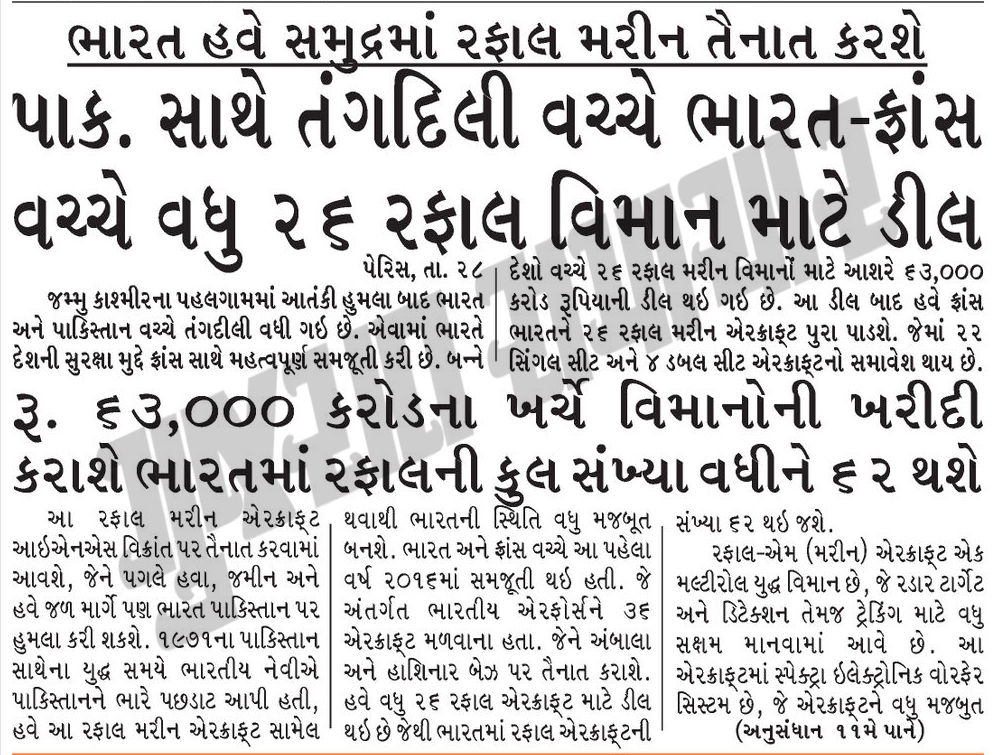 ભારત હવે સમુદ્રમાં રફાલ મરીન તૈનાત કરશે
પાક. સાથે તંગદિલી વચ્ચે ભારત-ફ્રાંસ
વચ્ચે વધુ ૨૬ રફાલ વિમાન માટે ડીલ
પેરિસ, તા. ૨૮
જમ્મુ કાશ્મીરના પહલગામમાં આતંકી હુમલા બાદ ભારત
અને પાકિસ્તાન વચ્ચે તંગદીલી વધી ગઇ છે. એવામાં ભારતે
દેશની સુરક્ષા મુદ્દે ફ્રાંસ સાથે મહત્વપૂર્ણ સમજૂતી કરી છે. બન્ને
દેશો વચ્ચે ૨૬ રફાલ મરીન વિમાનોં માટે આશરે ૬૩,૦૦૦
કરોડ રૂપિયાની ડીલ થઇ ગઇ છે. આ ડીલ બાદ હવે ફ્રાંસ
ભારતને ૨૬ રફાલ મરીન એરક્રાફ્ટ પુરા પાડશે. જેમાં ૨૨
સિંગલ સીટ અને ૪ ડબલ સીટ એરક્રાફ્ટનો સમાવેશ થાય છે.
રૂ. ૬૩,૦૦૦ કરોડના ખર્ચે વિમાનોની ખરીદી
કરાશે ભારતમાં રફાલની કુલ સંખ્યા વધીને ૬૨ થશે
આ રફાલ મરીન એરક્રાફ્ટ
આઇએનએસ વિક્રાંત પર તૈનાત કરવામાં
આવશે, જેને પગલે હવા, જમીન અને
હવે જળ માર્ગે પણ ભારત પાકિસ્તાન પર
હુમલા કરી શકશે. ૧૯૭૧ના પાકિસ્તાન
સાથેના યુદ્ધ સમયે ભારતીય નેવીએ
પાકિસ્તાનને ભારે પછડાટ આપી હતી,
હવે આ રફાલ મરીન એરક્રાફ્ટ સામેલ
થવાથી ભારતની સ્થિતિ વધુ મજબૂત
બનશે. ભારત અને ફ્રાંસ વચ્ચે આ પહેલા
વર્ષ ૨૦૧૬માં સમજૂતી થઇ હતી. જે
અંતર્ગત ભારતીય એરફોર્સને ૩૬
એરક્રાફ્ટ મળવાના હતા. જેને અંબાલા
અને હાશિનાર બેઝ પર તૈનાત કરાશે.
હવે વધુ ૨૬ રફાલ એરક્રાફ્ટ માટે ડીલ
થઇ છે જેથી ભારતમાં રફાલ એરક્રાફ્ટની
સંખ્યા ૬૨ થઇ જશે.
રફાલ-એમ (મરીન) એરક્રાફ્ટ એક
મલ્ટીરોલ યુદ્ધ વિમાન છે, જે રડાર ટાર્ગેટ
અને ડિટેક્શન તેમજ ટ્રેકિંગ માટે વધુ
સક્ષમ માનવામાં આવે છે. આ
એરક્રાફ્ટમાં સ્પેક્ટ્રા ઇલેક્ટ્રોનિક વોરફેર
સિસ્ટમ છે, જે એરક્રાફ્ટને વધુ મજબુત
(અનુસંધાન ૧૧મે પાને)
ગુજરાત સમાચાર